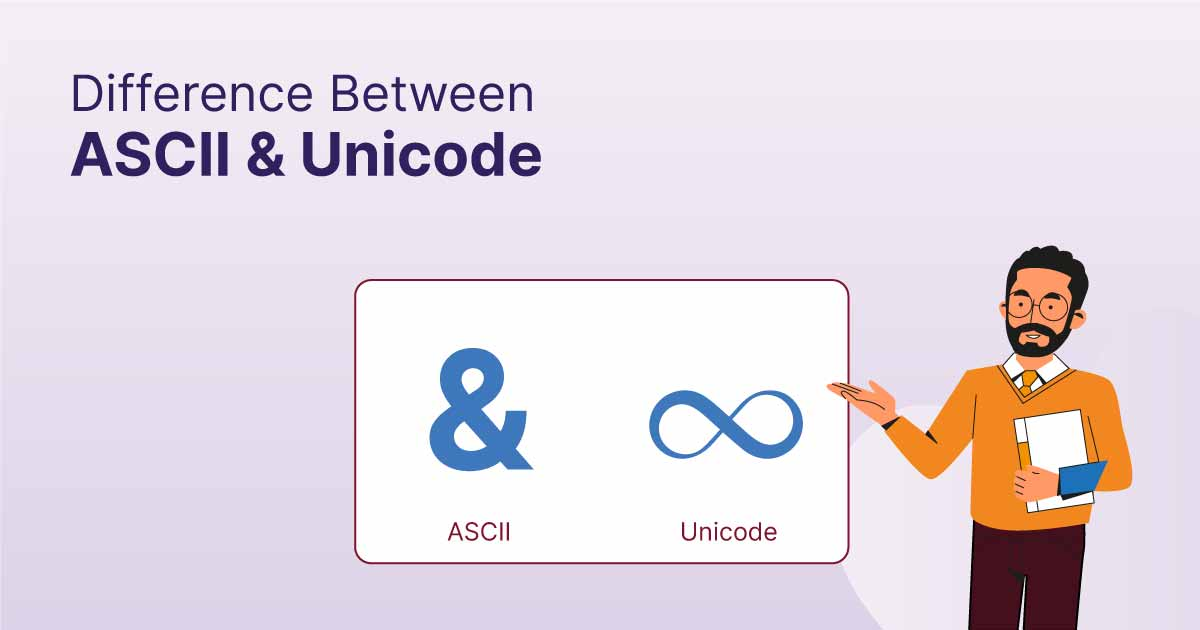 Difference Between
ASCII & Unicode
& ∞
ASCII Unicode